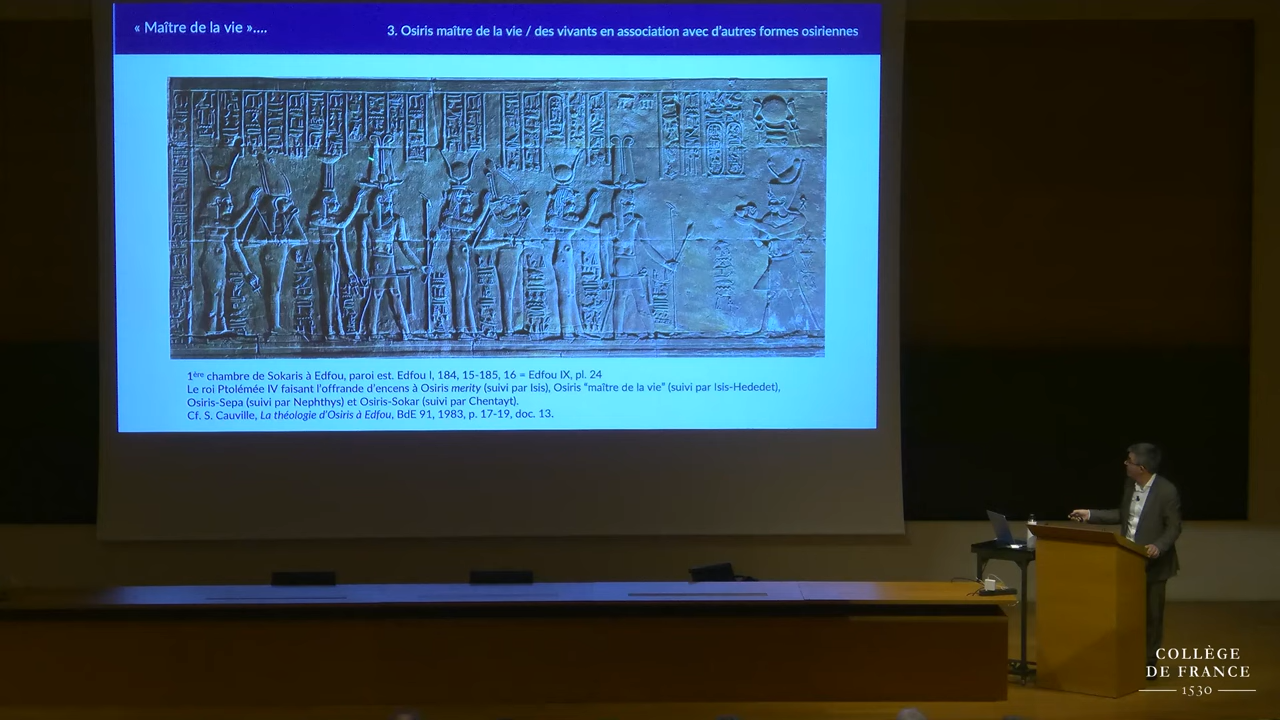 « Maître de la vie »....
3. Osiris maître de la vie / des vivants en association avec d'autres formes osiriennes
1ère chambre de Sokaris à Edfou, paroi est. Edfou I, 184, 15-185, 16 = Edfou IX, pl. 24
Le roi Ptolémée IV faisant l'offrande d'encens à Osiris merity (suivi par Isis), Osiris "maître de la vie" (suivi par Isis-Hededet),
Osiris-Sepa (suivi par Nephthys) et Osiris-Sokar (suivi par Chentayt).
Cf. S. Cauville, La théologie d'Osiris à Edfou, BdE 91, 1983, p. 17-19, doc. 13.
COLLÈGE
DE FRANCE
1530